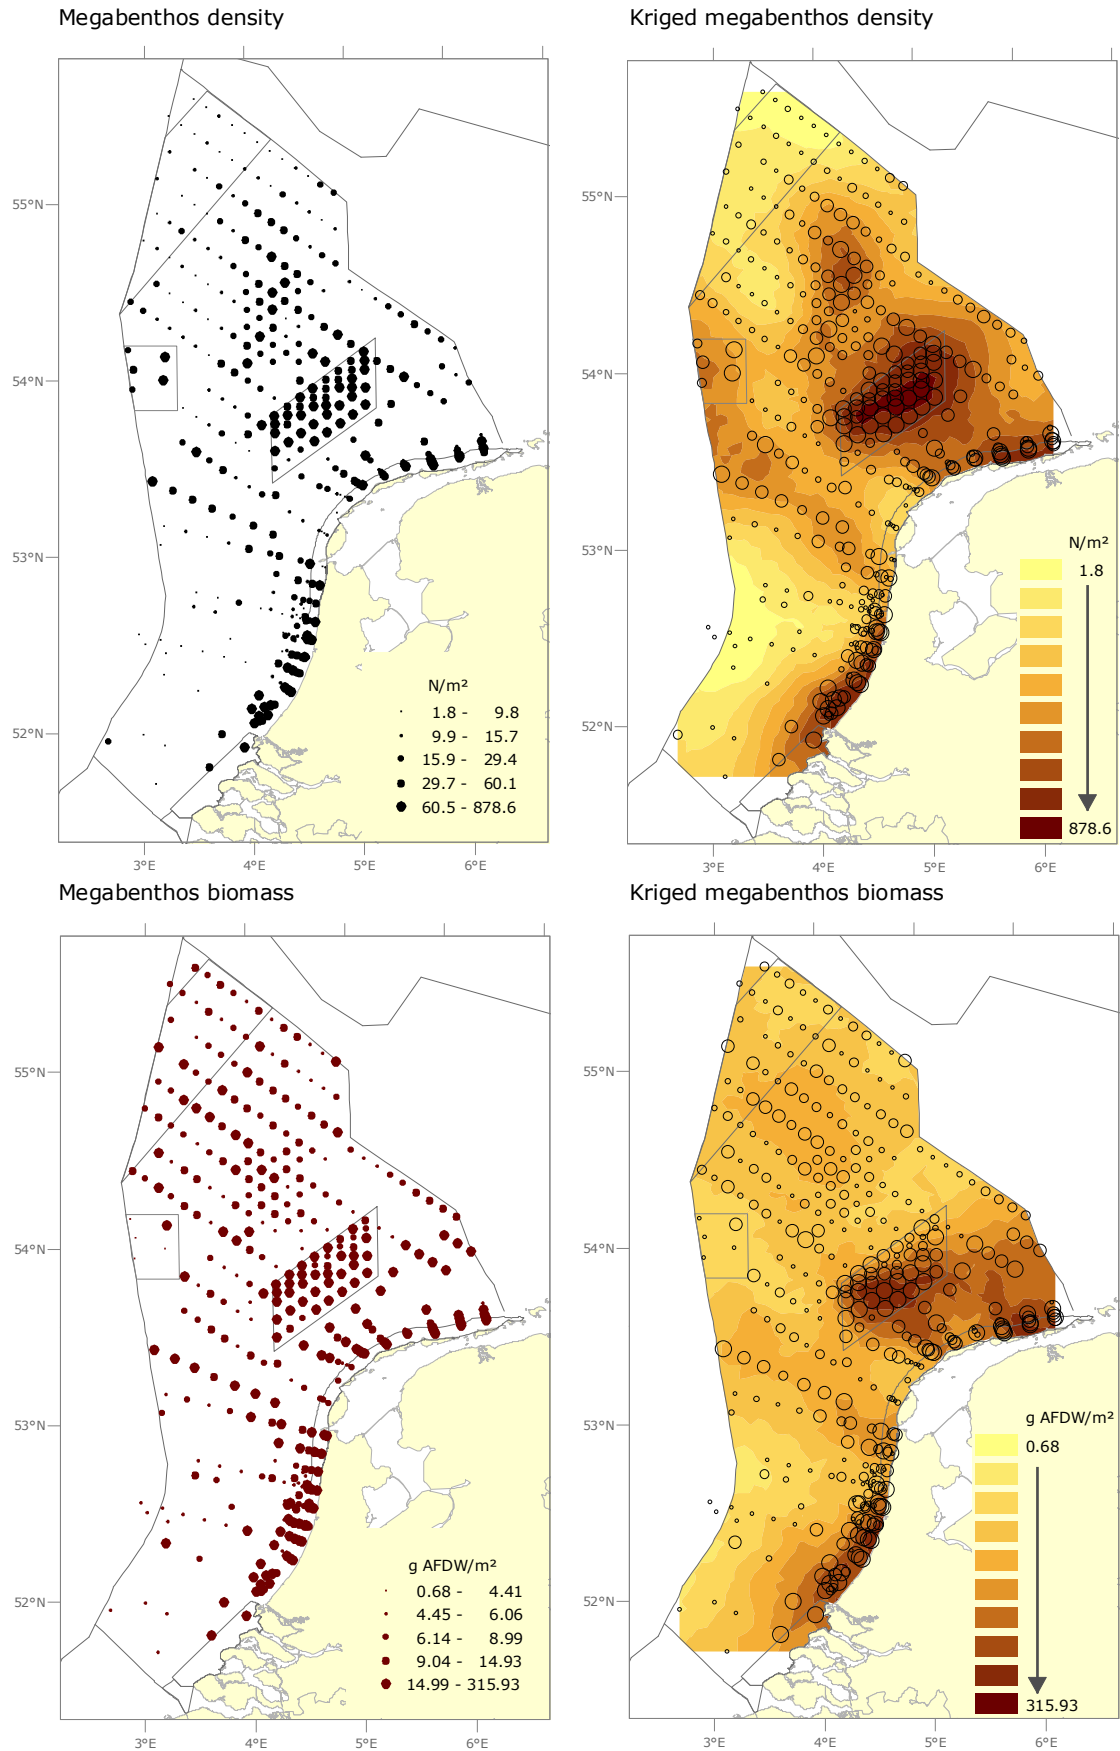 Megabenthos density
Kriged megabenthos density
55°N
54°N
53°N
52°N
N/m²
1.8 - 9.8
9.9 - 15.7
15.9 - 29.4
29.7 - 60.1
60.5 - 878.6
3°E 4°E 5°E 6°E
55°N
54°N
53°N
52°N
N/m²
1.8
878.6
3°E 4°E 5°E 6°E
Megabenthos biomass
Kriged megabenthos biomass
55°N
54°N
53°N
52°N
g AFDW/m²
0.68 - 4.41
4.45 - 6.06
6.14 - 8.99
9.04 - 14.93
14.99 - 315.93
3°E 4°E 5°E 6°E
55°N
54°N
53°N
52°N
g AFDW/m²
0.68
315.93
3°E 4°E 5°E 6°E